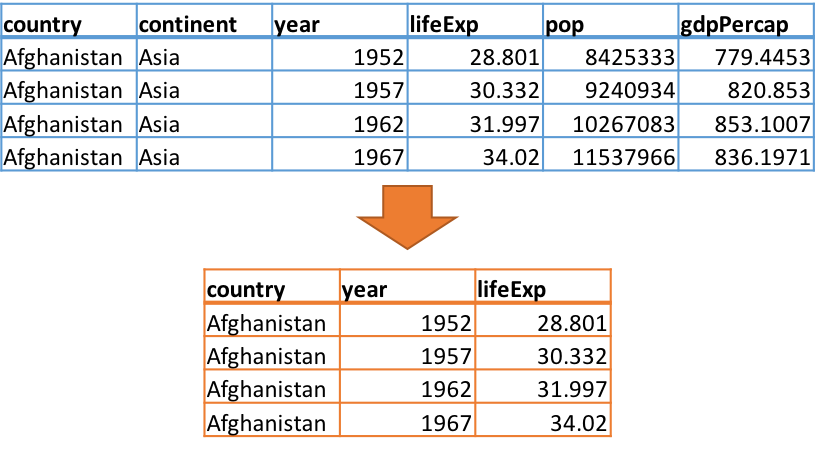 country continent year lifeExp pop gdpPercap
Afghanistan Asia 1952 28.801 8425333 779.4453
Afghanistan Asia 1957 30.332 9240934 820.853
Afghanistan Asia 1962 31.997 10267083 853.1007
Afghanistan Asia 1967 34.02 11537966 836.1971
country year lifeExp
Afghanistan 1952 28.801
Afghanistan 1957 30.332
Afghanistan 1962 31.997
Afghanistan 1967 34.02